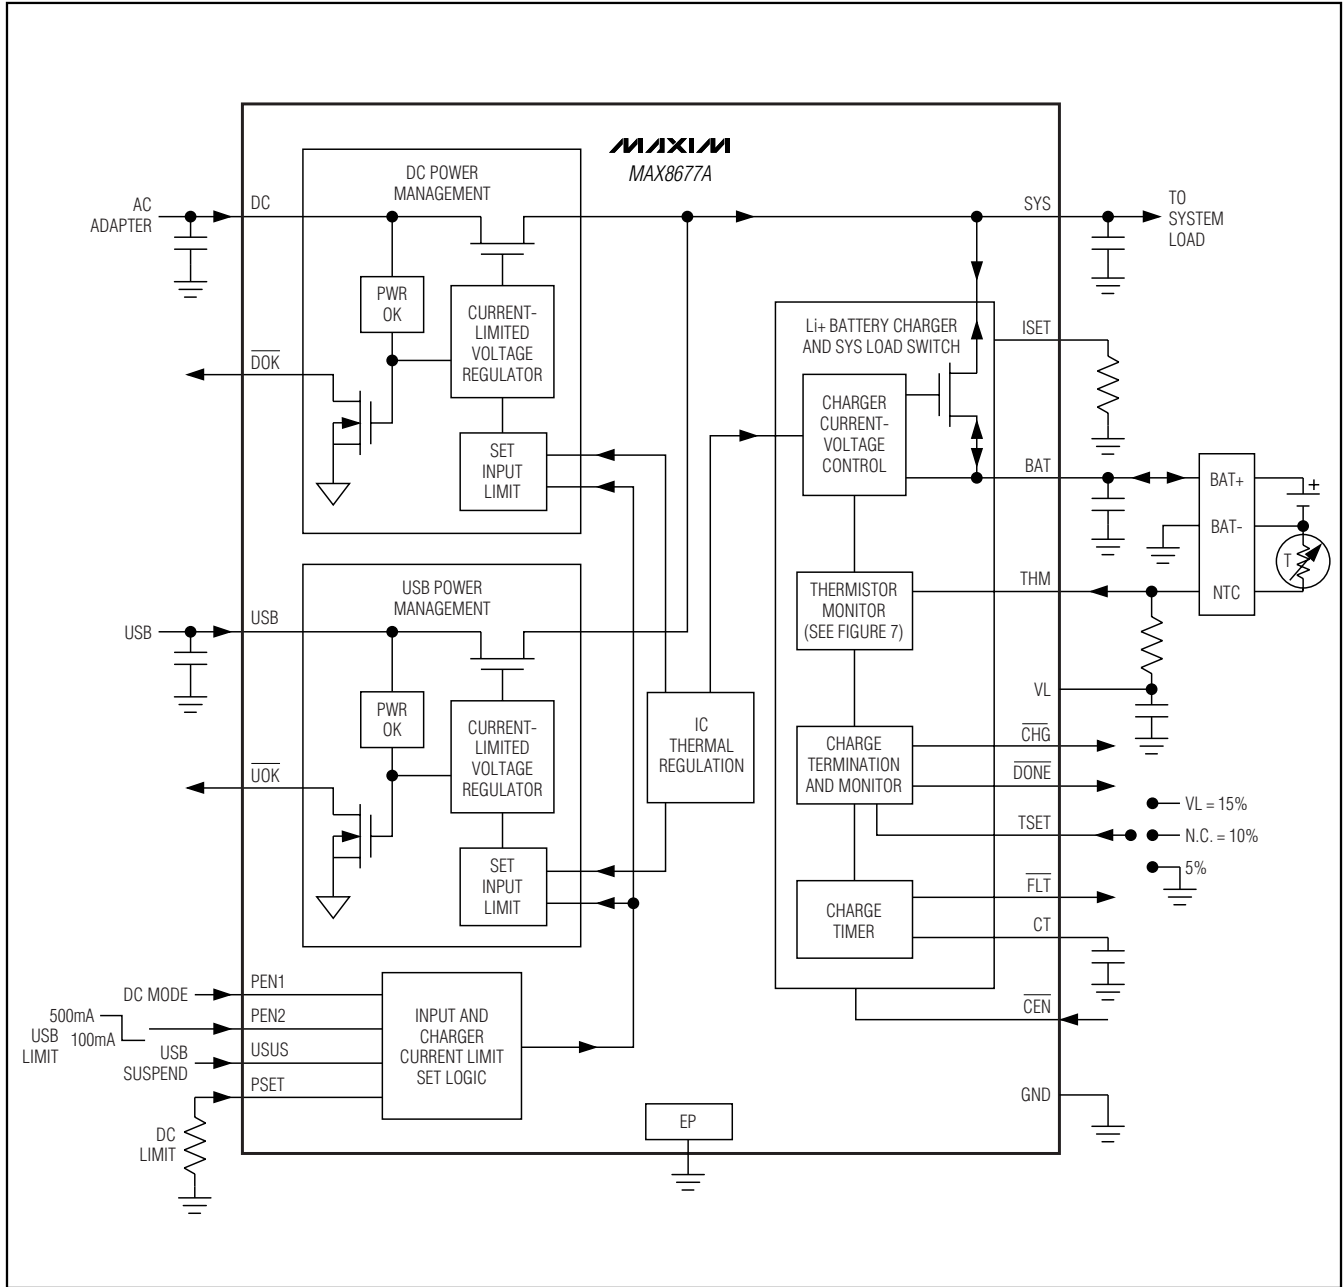 MAXIM
MAX8677A
DC POWER
MANAGEMENT
AC
ADAPTER
DC
PWR
OK
CURRENT-
LIMITED
VOLTAGE
REGULATOR
DOK
SET
INPUT
LIMIT
USB POWER
MANAGEMENT
USB
USB
PWR
OK
CURRENT-
LIMITED
VOLTAGE
REGULATOR
UOK
SET
INPUT
LIMIT
IC
THERMAL
REGULATION
DC MODE
PEN1
500mA
100mA
USB
LIMIT
PEN2
USB
SUSPEND
USUS
PSET
DC
LIMIT
INPUT AND
CHARGER
CURRENT LIMIT
SET LOGIC
EP
SYS
TO
SYSTEM
LOAD
Li+ BATTERY CHARGER
AND SYS LOAD SWITCH
ISET
CHARGER
CURRENT-
VOLTAGE
CONTROL
BAT
BAT+
+
BAT-
T
NTC
THERMISTOR
MONITOR
(SEE FIGURE 7)
THM
VL
CHARGE
TERMINATION
AND MONITOR
CHG
DONE
TSET
VL = 15%
N.C. = 10%
5%
CHARGE
TIMER
FLT
CT
CEN
GND